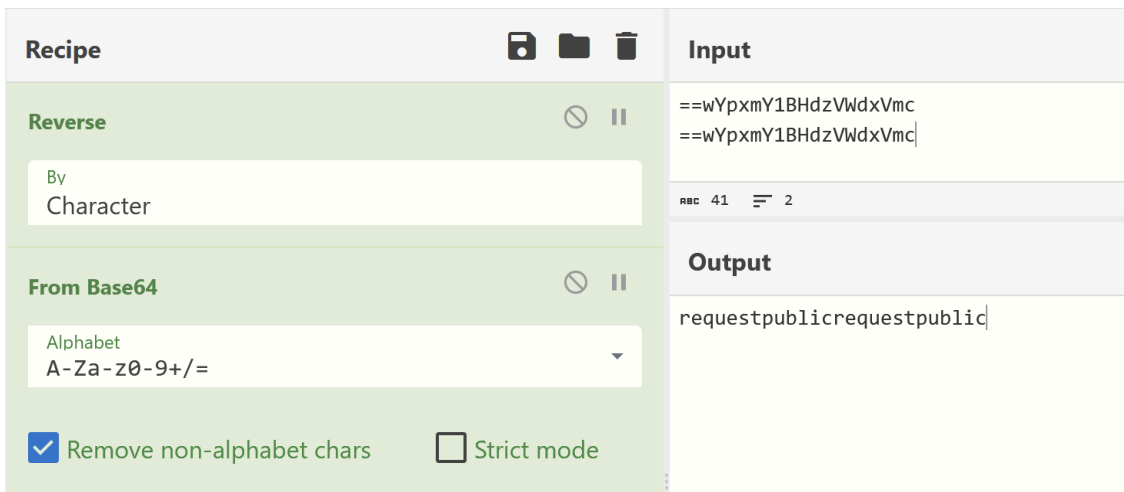 Recipe
Reverse
By
Character
From Base64
Alphabet
A-Za-z0-9+/=
Remove non-alphabet chars
Strict mode
Input
==wYpxmY1BHdzVWdxVmc
==wYpxmY1BHdzVWdxVmc
ABC 41 2
Output
requestpublicrequestpublic